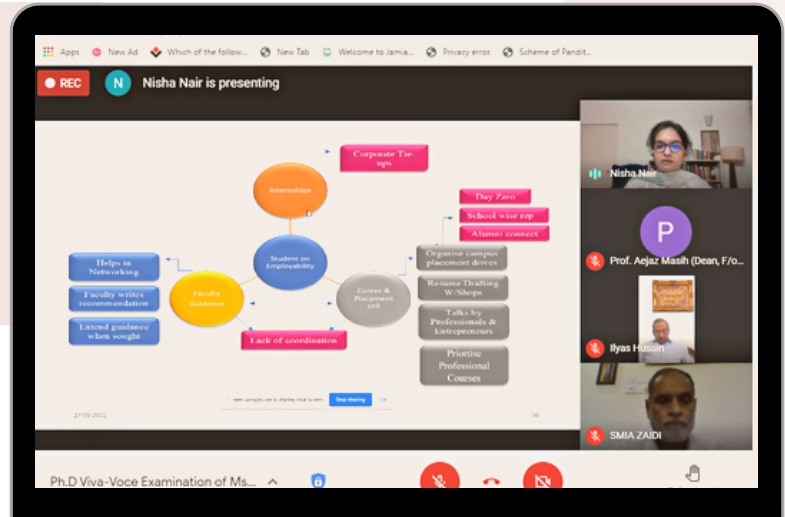 Apps New Ad Which of the follow... New Tab Welcome to Jamia... Privacy error Scheme of Pandit...
REC N Nisha Nair is presenting
Corporate Tie-
ups
Internships
Day Zero
School wise rep
Alumni connect
Student on
Employability
Helps in
Networking
Faculty writes
recommendation
Extend guidance
when sought
Faculty
Guidance
Career &
Placement
cell
Organise campus
placement drives
Resume Drafting
W/Shops
Talks by
Professionals &
Entrepreneurs
Priortise
Professional
Courses
Lack of coordination
Stop sharing
Nisha Nair
P
Prof. Aejaz Masih (Dean, F/o...
Ilyas Husain
SMIA ZAIDI
Ph.D Viva-Voce Examination of Ms...